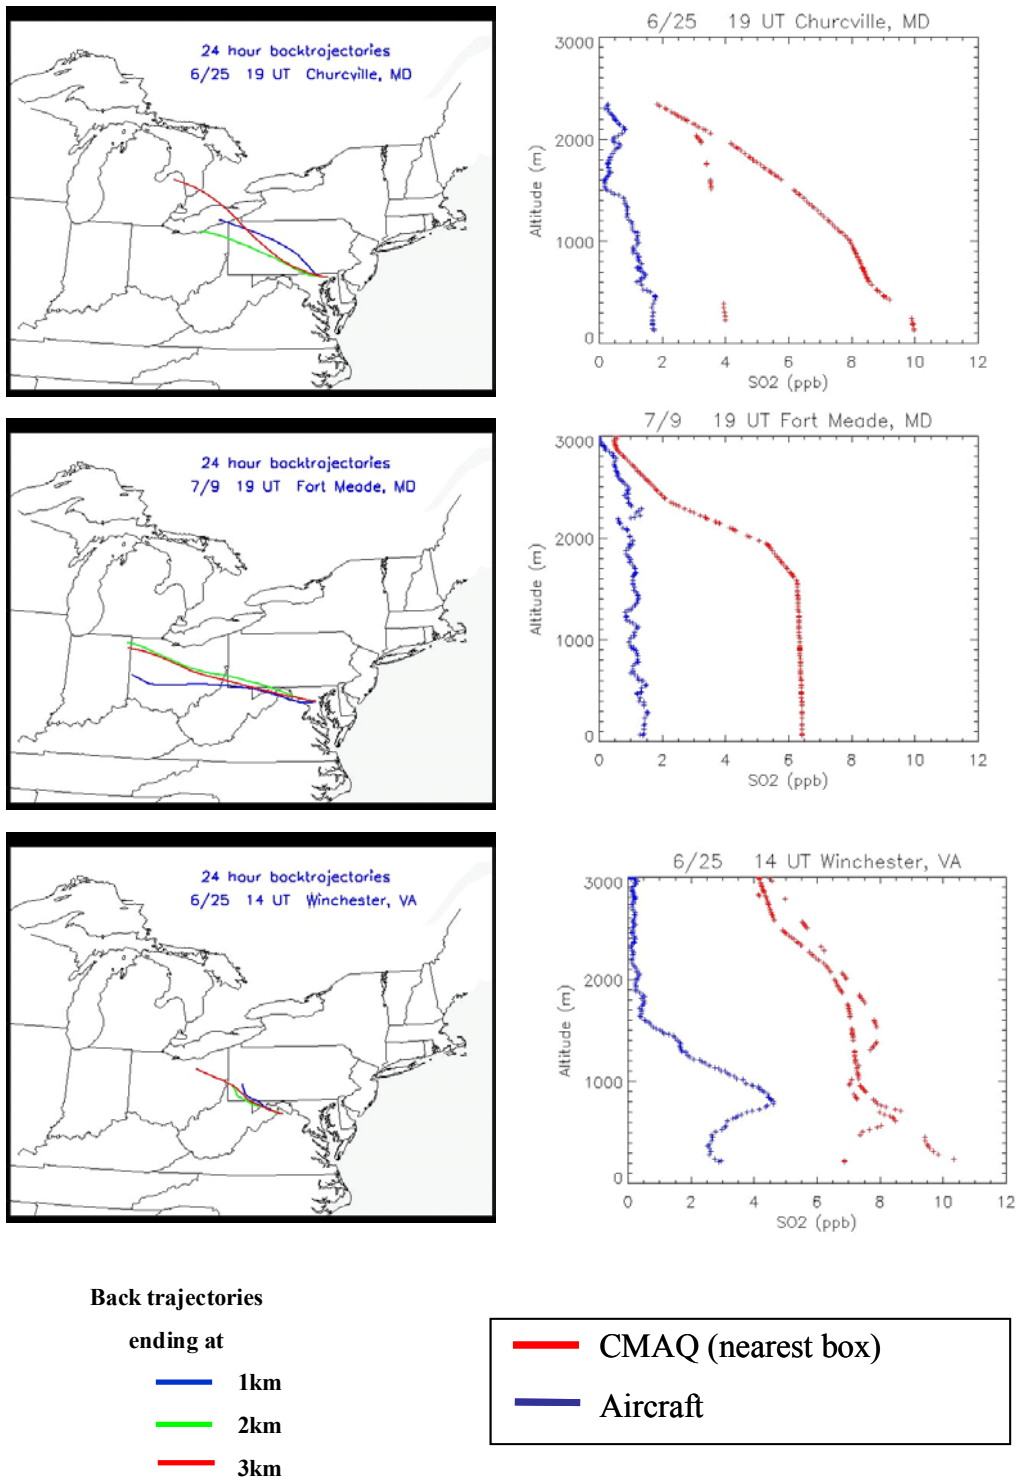 24 hour bocktrajectories
6/25 19 UT Churcville, MD
6/25 19 UT Churcville, MD
3000
2000
1000
0
Altitude (m)
0 2 4 6 8 10 12
SO2 (ppb)
24 hour bocktrajectories
7/9 19 UT Fort Meade, MD
7/9 19 UT Fort Meade, MD
3000
2000
1000
0
Altitude (m)
0 2 4 6 8 10 12
SO2 (ppb)
24 hour bocktrajectories
6/25 14 UT Winchester, VA
6/25 14 UT Winchester, VA
3000
2000
1000
0
Altitude (m)
0 2 4 6 8 10 12
SO2 (ppb)
Back trajectories
ending at
1km
2km
3km
CMAQ (nearest box)
Aircraft